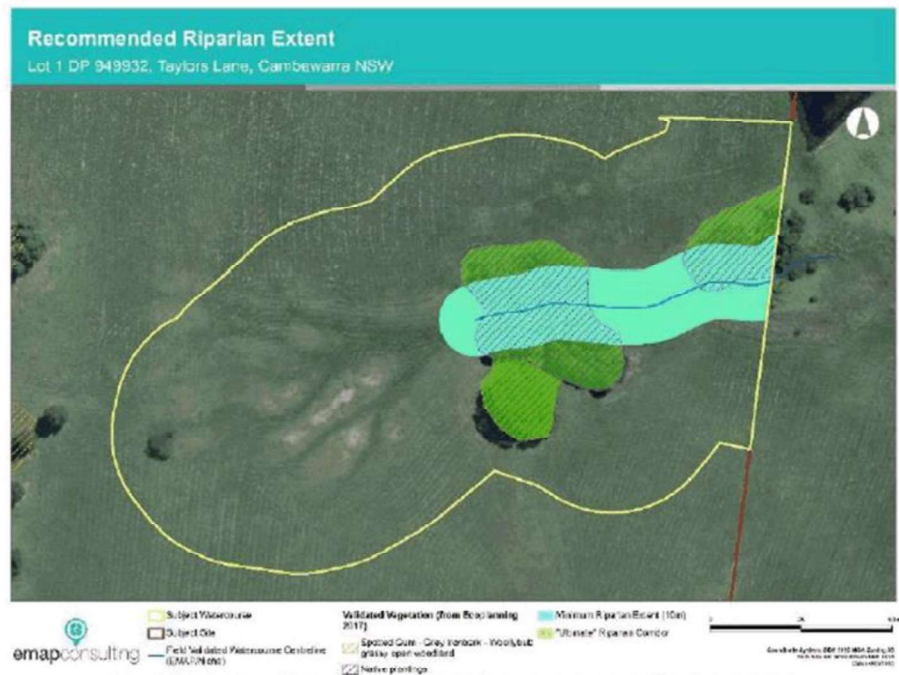 Recommended Riparian Extent
Lot 1 DP 949932, Taylors Lane, Cambewarra NSW
emapconsulting
Subject Watercourse
Subject Site
Field Validated Watercourse Centreline
Validated Vegetation (from Ecoplanning
2017)
Spotted Gum - Grey Ironbark - Woollybutt
grassy open woodland
Native plantings
Minimum Riparian Extent (10m)
"Ultimate" Riparian Corridor
0